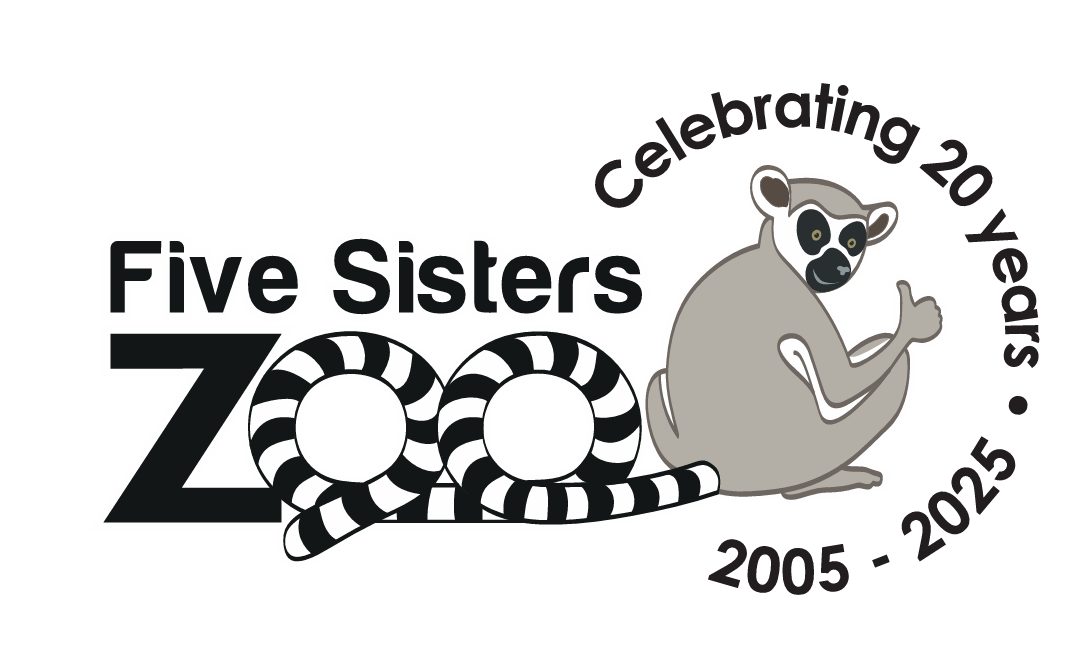 Five Sisters
Zoo
Celebrating 20 years • 2005 - 2025